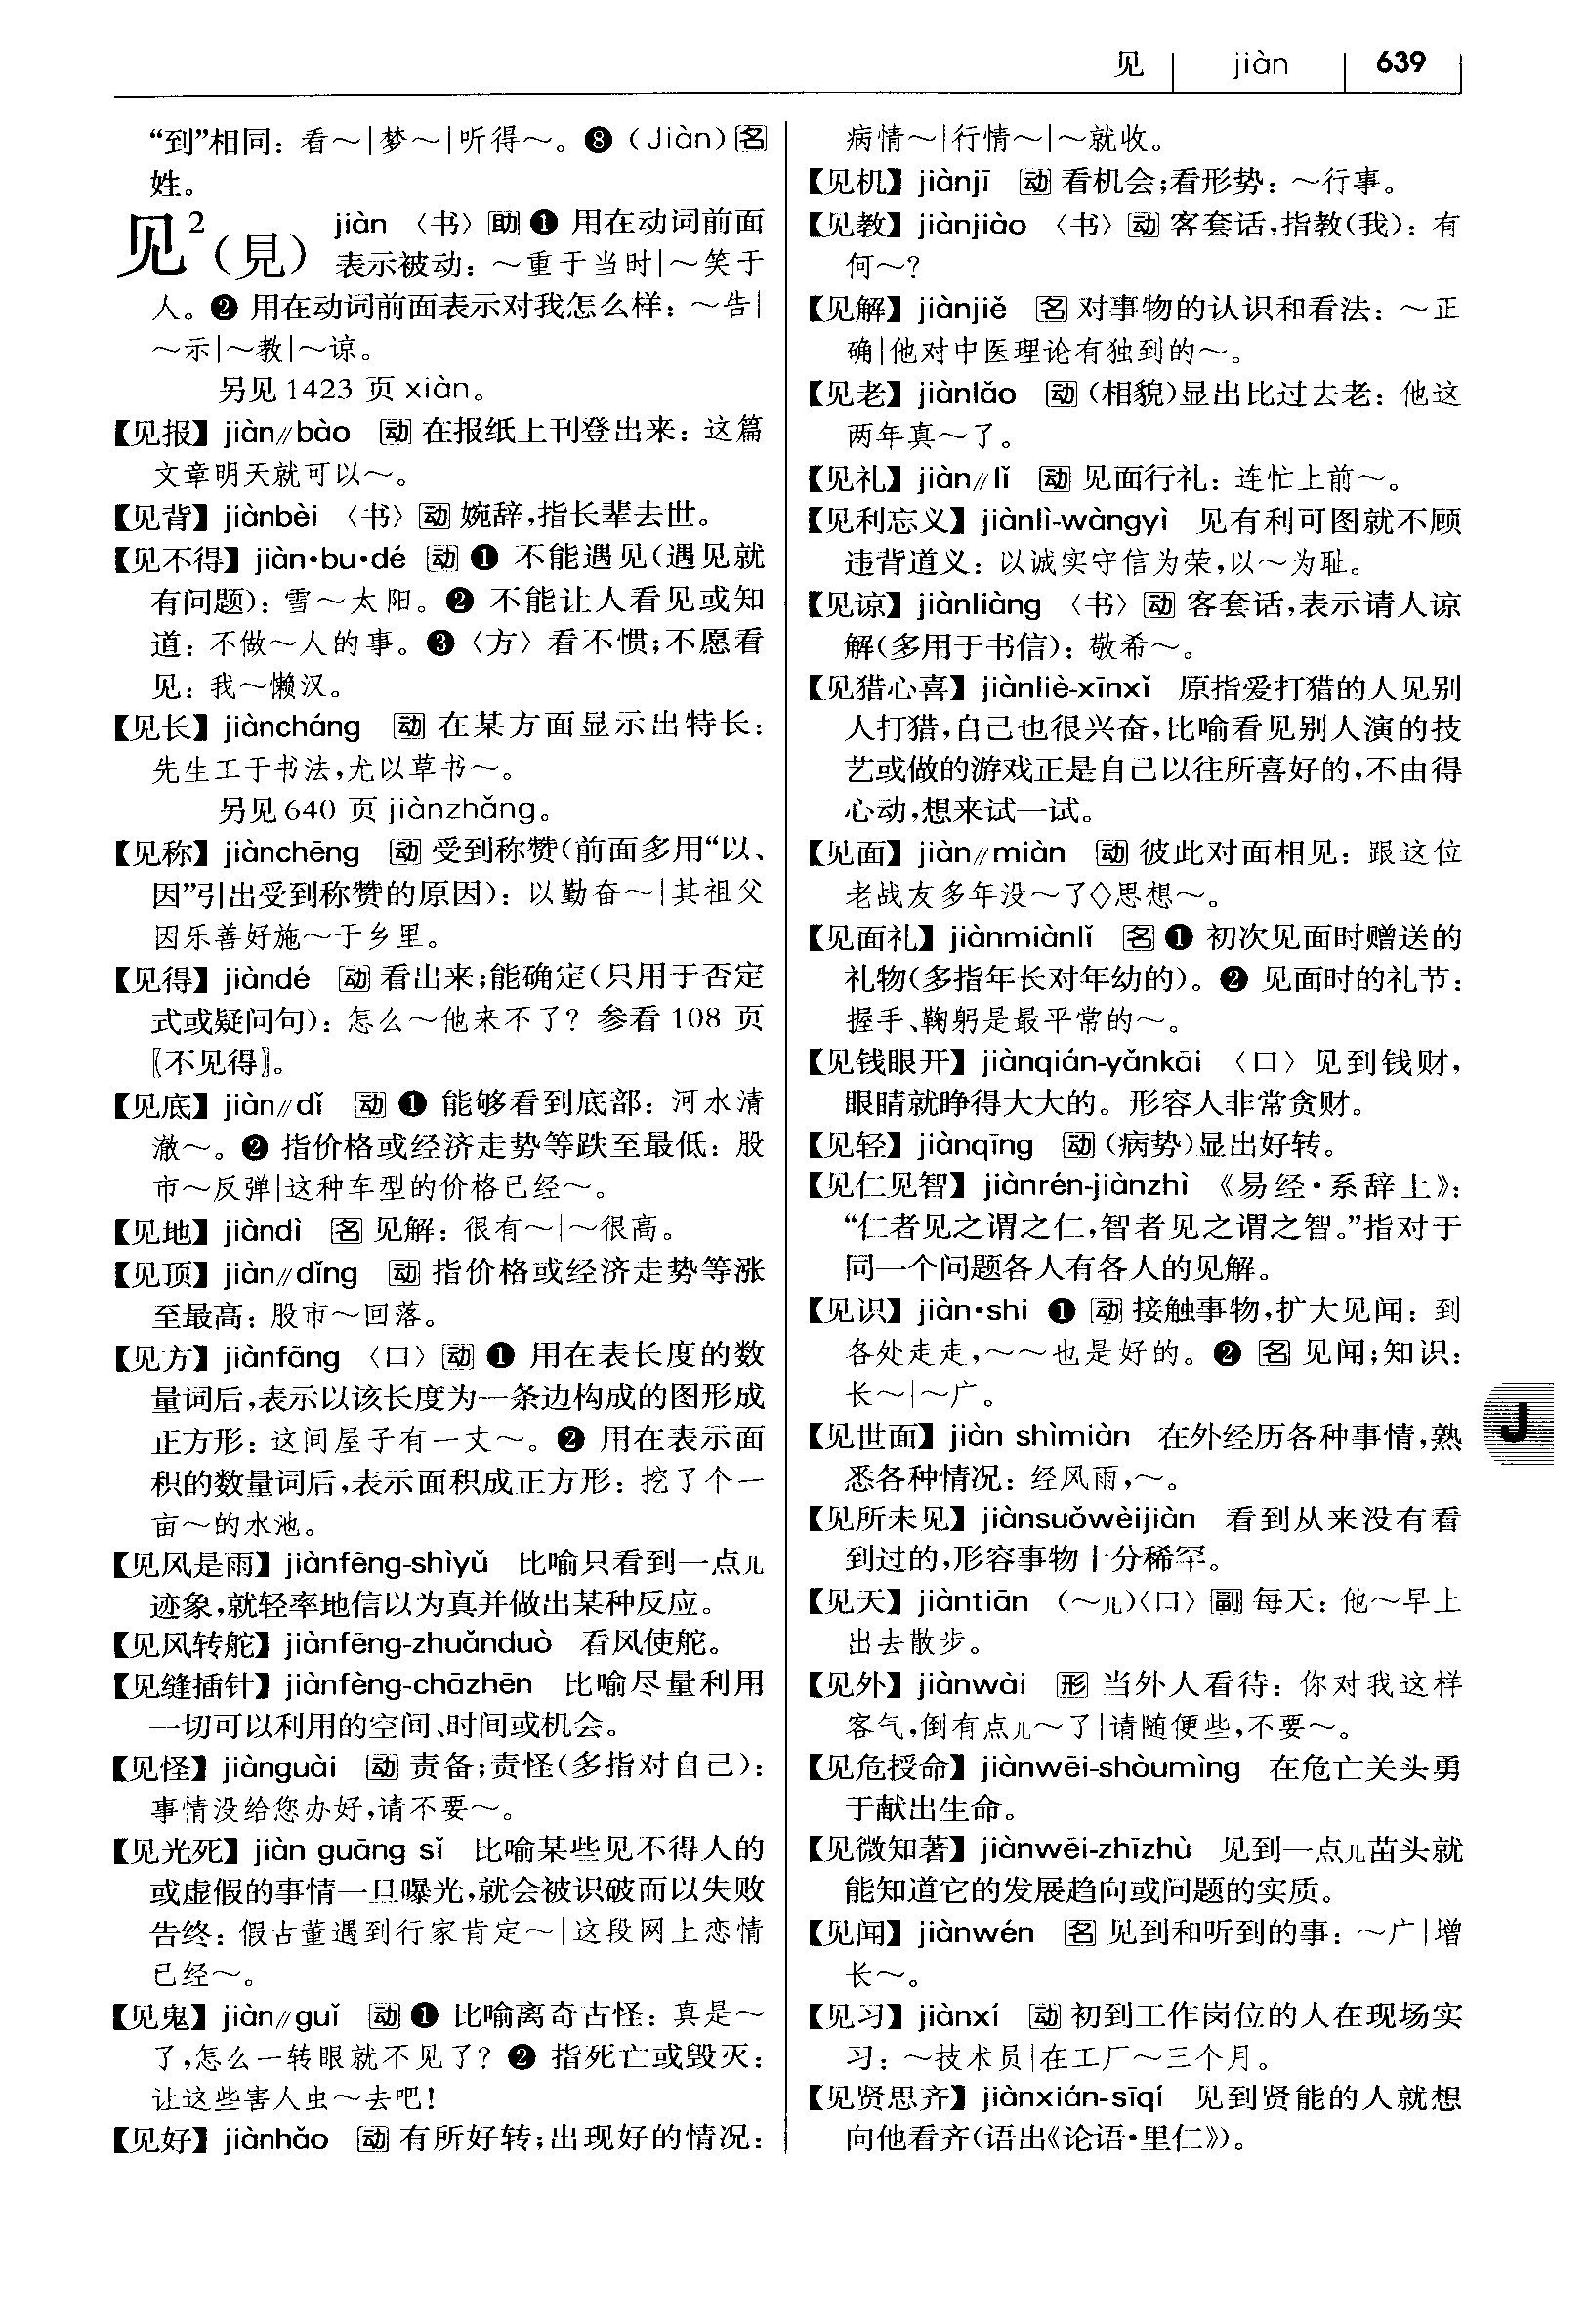 见 jiàn 639
“到”相同：看～|梦～|听得～。❽（Jiàn）名
姓。
见²（見） jiàn 〈书〉助❶ 用在动词前面
表示被动：～重于当时|～笑于
人。❷ 用在动词前面表示对我怎么样：～告|
～示|～教|～谅。
另见1423 页 xiàn。
【见报】jiàn∥bào 动 在报纸上刊登出来：这篇
文章明天就可以～。
【见背】jiànbèi 〈书〉动 婉辞，指长辈去世。
【见不得】jiàn•bu•dé 动❶ 不能遇见（遇见就
有问题）：雪～太阳。❷ 不能让人看见或知
道：不做～人的事。❸〈方〉看不惯；不愿看
见：我～懒汉。
【见长】jiàncháng 动 在某方面显示出特长：
先生工于书法，尤以草书～。
另见640 页 jiànzhǎng。
【见称】jiànchēng 动 受到称赞（前面多用“以、
因”引出受到称赞的原因）：以勤奋～|其祖父
因乐善好施～于乡里。
【见得】jiàndé 动 看出来；能确定（只用于否定
式或疑问句）：怎么～他来不了？参看 108 页
〖不见得〗。
【见底】jiàn∥dǐ 动❶ 能够看到底部：河水清
澈～。❷ 指价格或经济走势等跌至最低：股
市～反弹|这种车型的价格已经～。
【见地】jiàndì 名 见解：很有～|～很高。
【见顶】jiàn∥dǐng 动 指价格或经济走势等涨
至最高：股市～回落。
【见方】jiànfāng 〈口〉动❶ 用在表长度的数
量词后，表示以该长度为一条边构成的图形成
正方形：这间屋子有一丈～。❷ 用在表示面
积的数量词后，表示面积成正方形：挖了个一
亩～的水池。
【见风是雨】jiànfēng-shìyǔ 比喻只看到一点儿
迹象，就轻率地信以为真并做出某种反应。
【见风转舵】jiànfēng-zhuǎnduò 看风使舵。
【见缝插针】jiànfèng-chāzhēn 比喻尽量利用
一切可以利用的空间、时间或机会。
【见怪】jiànguài 动 责备；责怪（多指对自己）：
事情没给您办好，请不要～。
【见光死】jiàn guāng sǐ 比喻某些见不得人的
或虚假的事情一旦曝光，就会被识破而以失败
告终：假古董遇到行家肯定～|这段网上恋情
已经～。
【见鬼】jiàn∥guǐ 动❶ 比喻离奇古怪：真是～
了，怎么一转眼就不见了？❷ 指死亡或毁灭：
让这些害人虫～去吧！
【见好】jiànhǎo 动 有所好转；出现好的情况：
病情～|行情～|～就收。
【见机】jiànjī 动 看机会；看形势：～行事。
【见教】jiànjiào 〈书〉动 客套话，指教（我）：有
何～？
【见解】jiànjiě 名 对事物的认识和看法：～正
确|他对中医理论有独到的～。
【见老】jiànlǎo 动（相貌）显出比过去老：他这
两年真～了。
【见礼】jiàn∥lǐ 动 见面行礼：连忙上前～。
【见利忘义】jiànlì-wàngyì 见有利可图就不顾
违背道义：以诚实守信为荣，以～为耻。
【见谅】jiànliàng 〈书〉动 客套话，表示请人谅
解（多用于书信）：敬希～。
【见猎心喜】jiànliè-xīnxǐ 原指爱打猎的人见别
人打猎，自己也很兴奋，比喻看见别人演的技
艺或做的游戏正是自己以往所喜好的，不由得
心动，想来试一试。
【见面】jiàn∥miàn 动 彼此对面相见：跟这位
老战友多年没～了◇思想～。
【见面礼】jiànmiànlǐ 名❶ 初次见面时赠送的
礼物（多指年长对年幼的）。❷ 见面时的礼节：
握手、鞠躬是最平常的～。
【见钱眼开】jiànqián-yǎnkāi 〈口〉见到钱财，
眼睛就睁得大大的。形容人非常贪财。
【见轻】jiànqīng 动（病势）显出好转。
【见仁见智】jiànrén-jiànzhì 《易经•系辞上》：
“仁者见之谓之仁，智者见之谓之智。”指对于
同一个问题各人有各人的见解。
【见识】jiàn•shi ❶ 动 接触事物，扩大见闻：到
各处走走，～～也是好的。❷ 名 见闻；知识：
长～|～广。
【见世面】jiàn shìmiàn 在外经历各种事情，熟
悉各种情况：经风雨，～。
【见所未见】jiànsuǒwèijiàn 看到从来没有看
到过的，形容事物十分稀罕。
【见天】jiàntiān （～儿）〈口〉副 每天：他～早上
出去散步。
【见外】jiànwài 形 当外人看待：你对我这样
客气，倒有点儿～了|请随便些，不要～。
【见危授命】jiànwēi-shòumìng 在危亡关头勇
于献出生命。
【见微知著】jiànwēi-zhīzhù 见到一点儿苗头就
能知道它的发展趋向或问题的实质。
【见闻】jiànwén 名 见到和听到的事：～广|增
长～。
【见习】jiànxí 动 初到工作岗位的人在现场实
习：～技术员|在工厂～三个月。
【见贤思齐】jiànxián-sīqí 见到贤能的人就想
向他看齐（语出《论语•里仁》）。
J